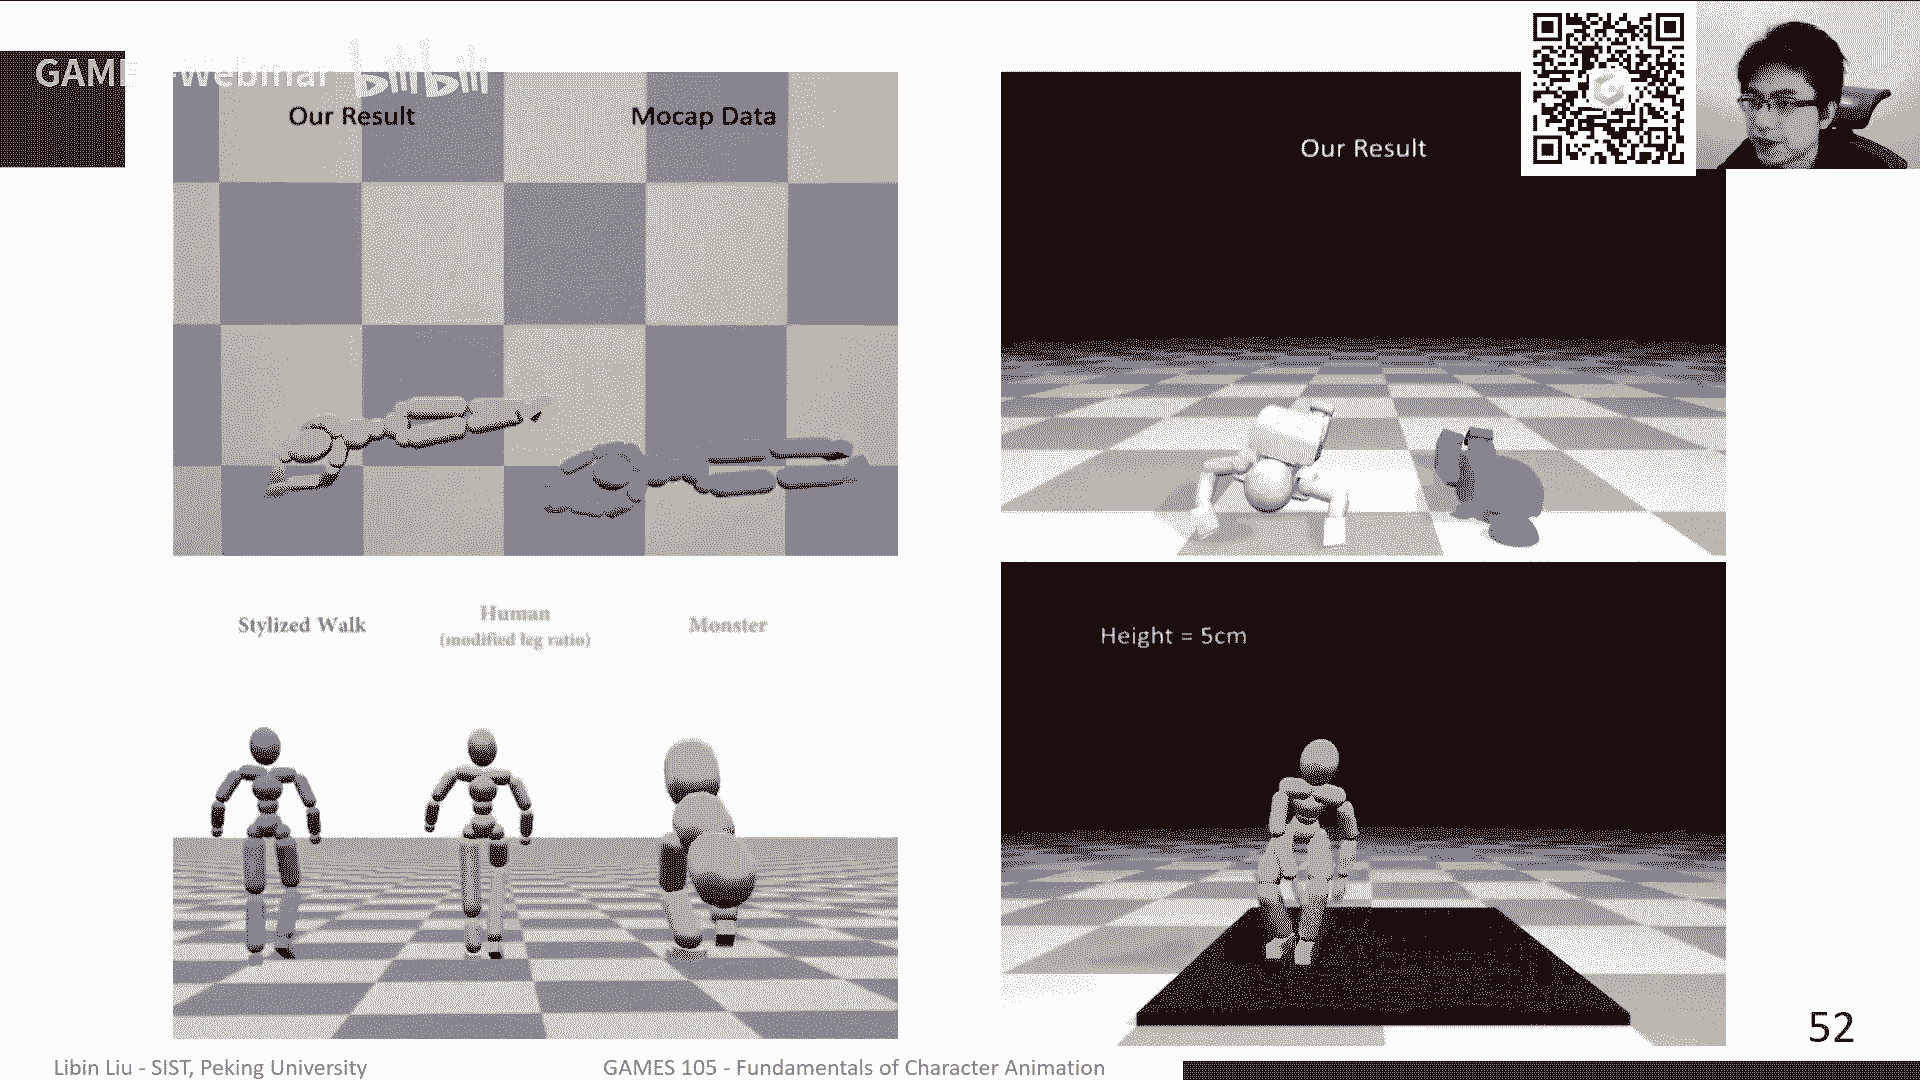 GAME -Webinar bilibili
Our Result
Mocap Data
Our Result
Stylized Walk
Human
(modified leg ratio)
Monster
Height = 5cm
52
Libin Liu - SIST, Peking University
GAMES 105 - Fundamentals of Character Animation